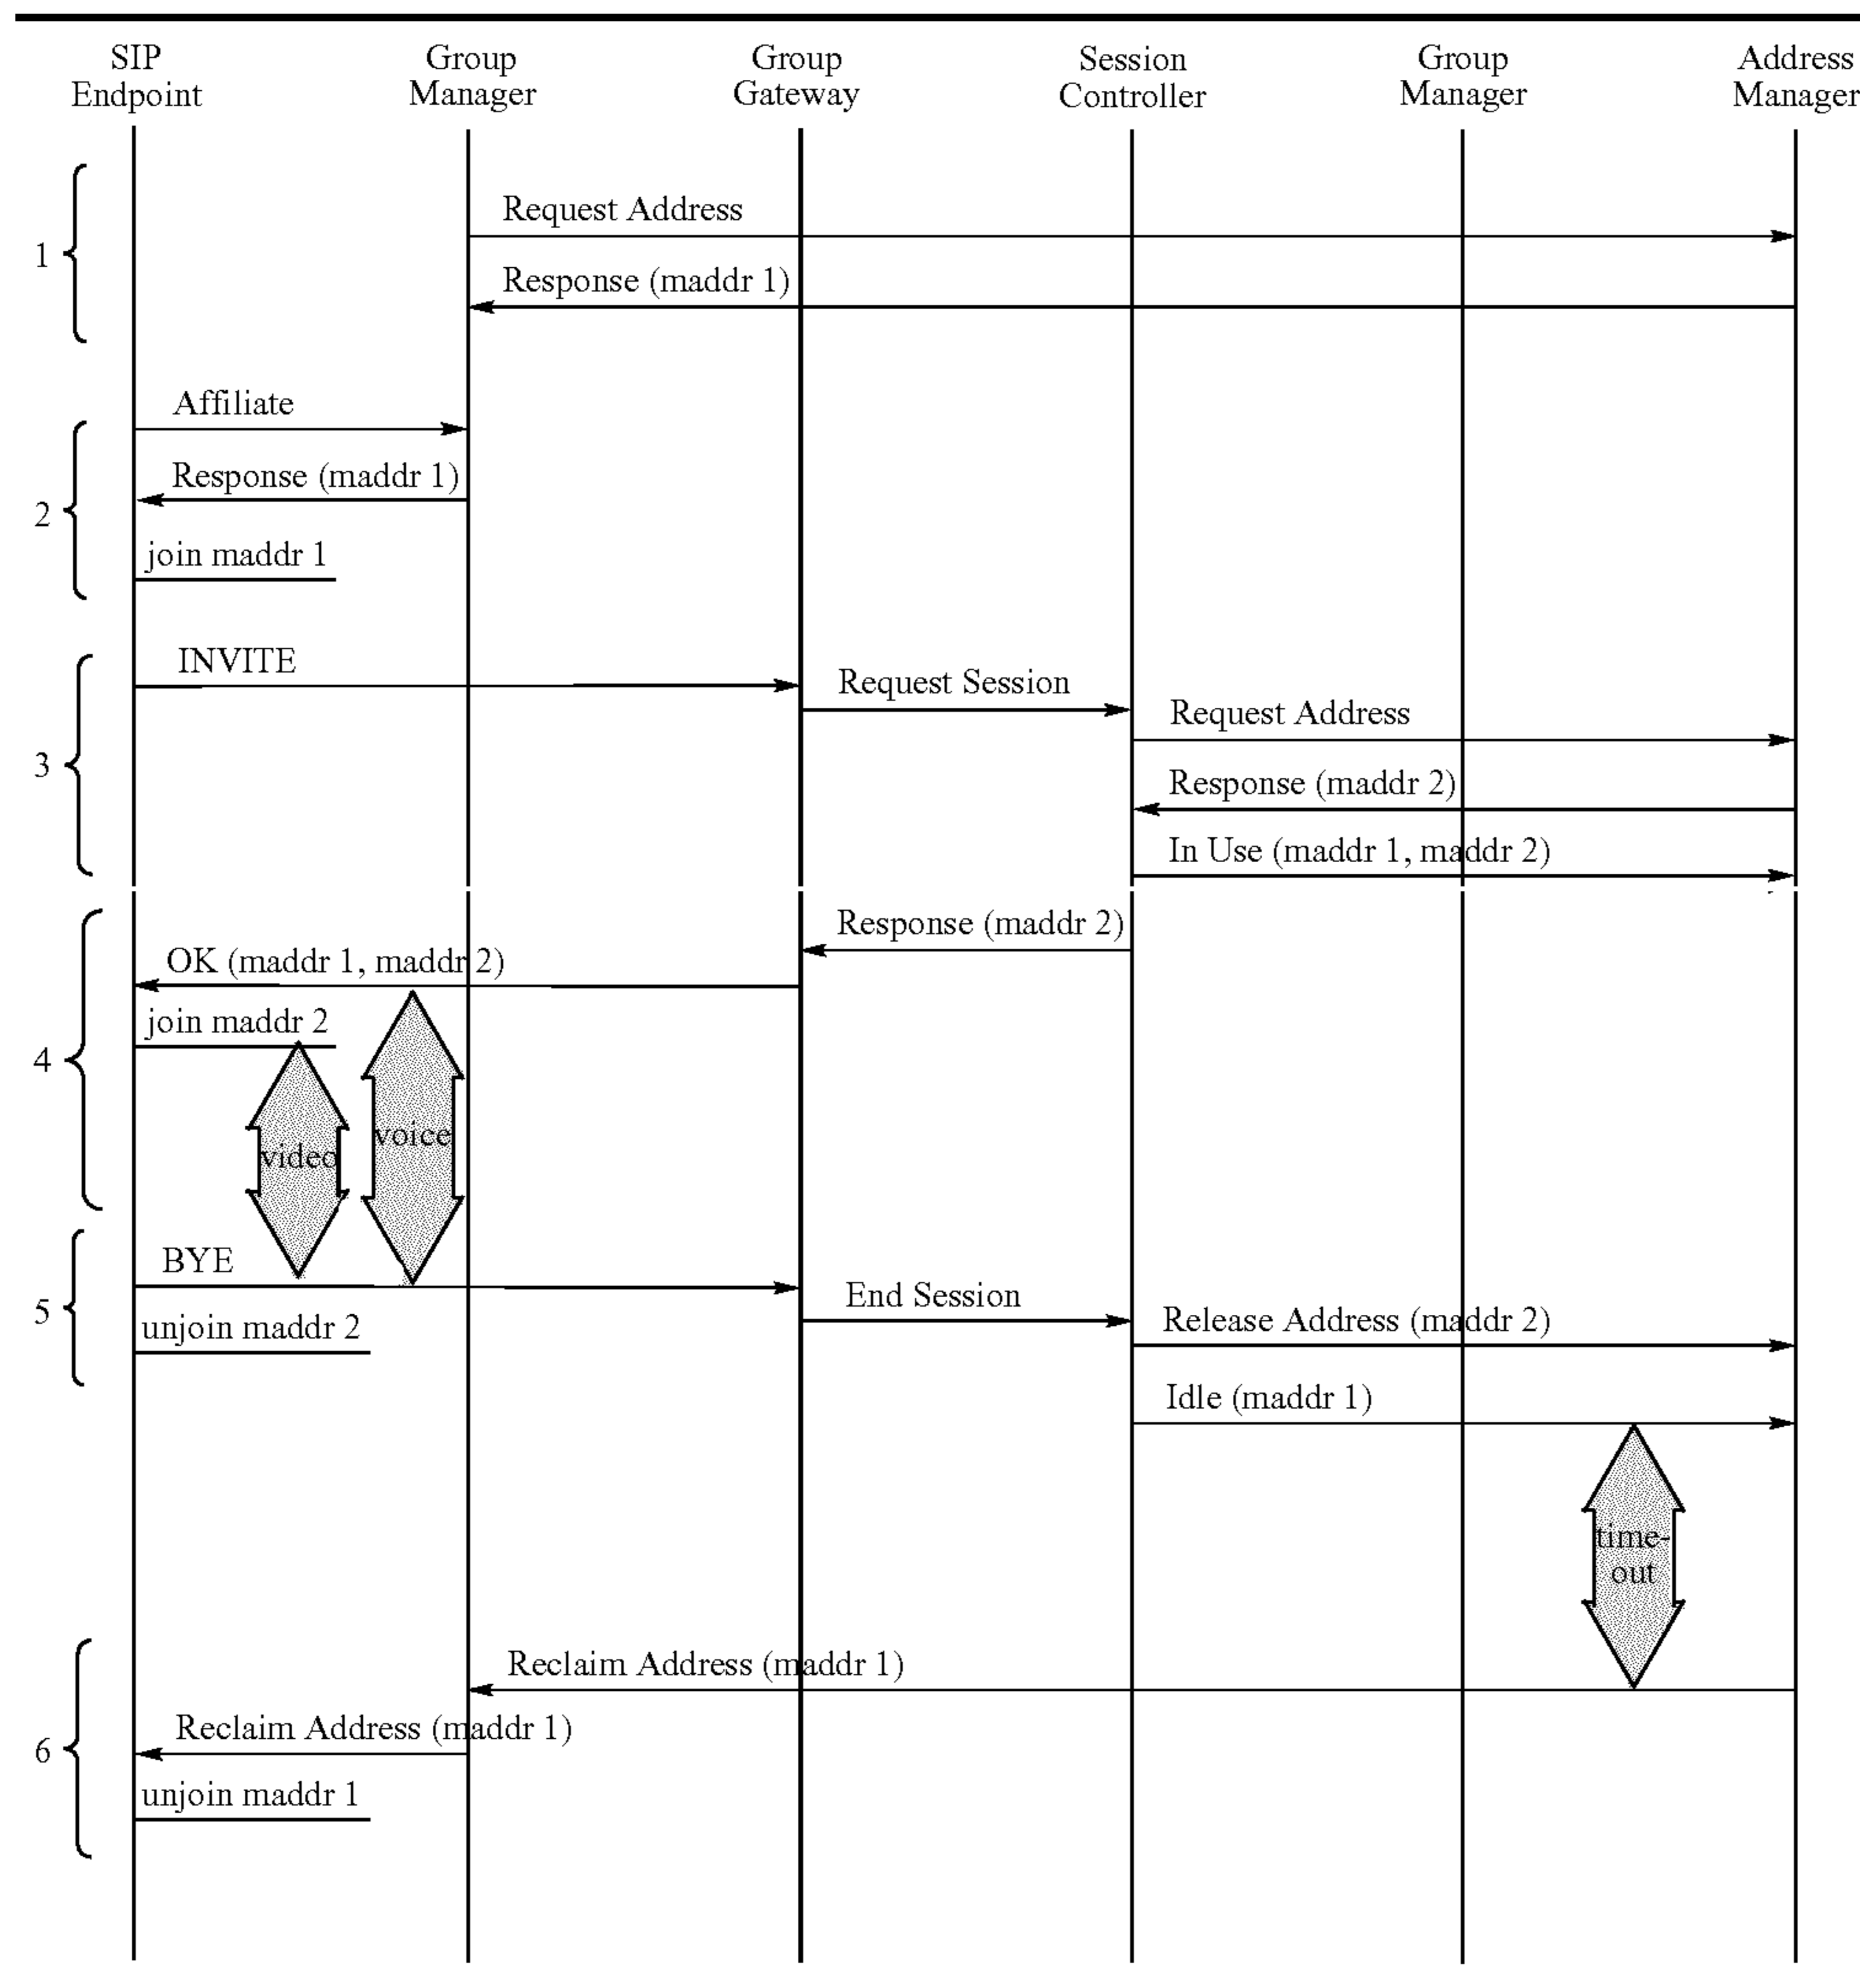 SIP
Endpoint
Group
Manager
Group
Gateway
Session
Controller
Group
Manager
Address
Manager
1
Request Address
Response (maddr 1)
2
Affiliate
Response (maddr 1)
join maddr 1
3
INVITE
Request Session
Request Address
Response (maddr 2)
In Use (maddr 1, maddr 2)
4
Response (maddr 2)
OK (maddr 1, maddr 2)
join maddr 2
video
voice
5
BYE
End Session
Release Address (maddr 2)
unjoin maddr 2
Idle (maddr 1)
time-
out
6
Reclaim Address (maddr 1)
Reclaim Address (maddr 1)
unjoin maddr 1